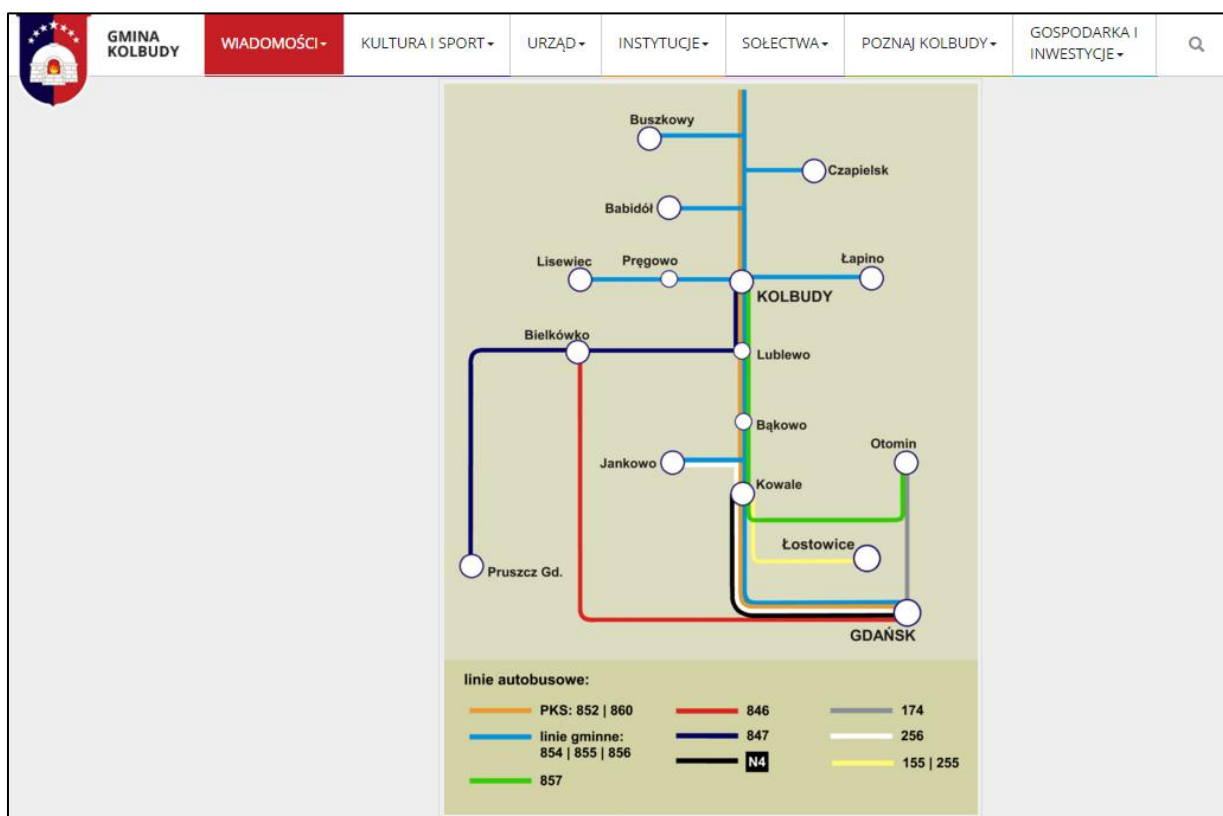 GMINA
KOLBUDY
WIADOMOŚCI
KULTURA I SPORT
URZĄD
INSTYTUCJE
SOŁECTWA
POZNAJ KOLBUDY
GOSPODARKA I
INWESTYCJE
Buszkowy
Czapielsk
Babidół
Lisewiec
Pręgowo
Łapino
KOLBUDY
Bielkówko
Lublewo
Bąkowo
Otomin
Jankowo
Kowale
Łostowice
Pruszcz Gd.
GDAŃSK
linie autobusowe:
PKS: 852 | 860
846
174
linie gminne:
854 | 855 | 856
847
256
N4
155 | 255
857